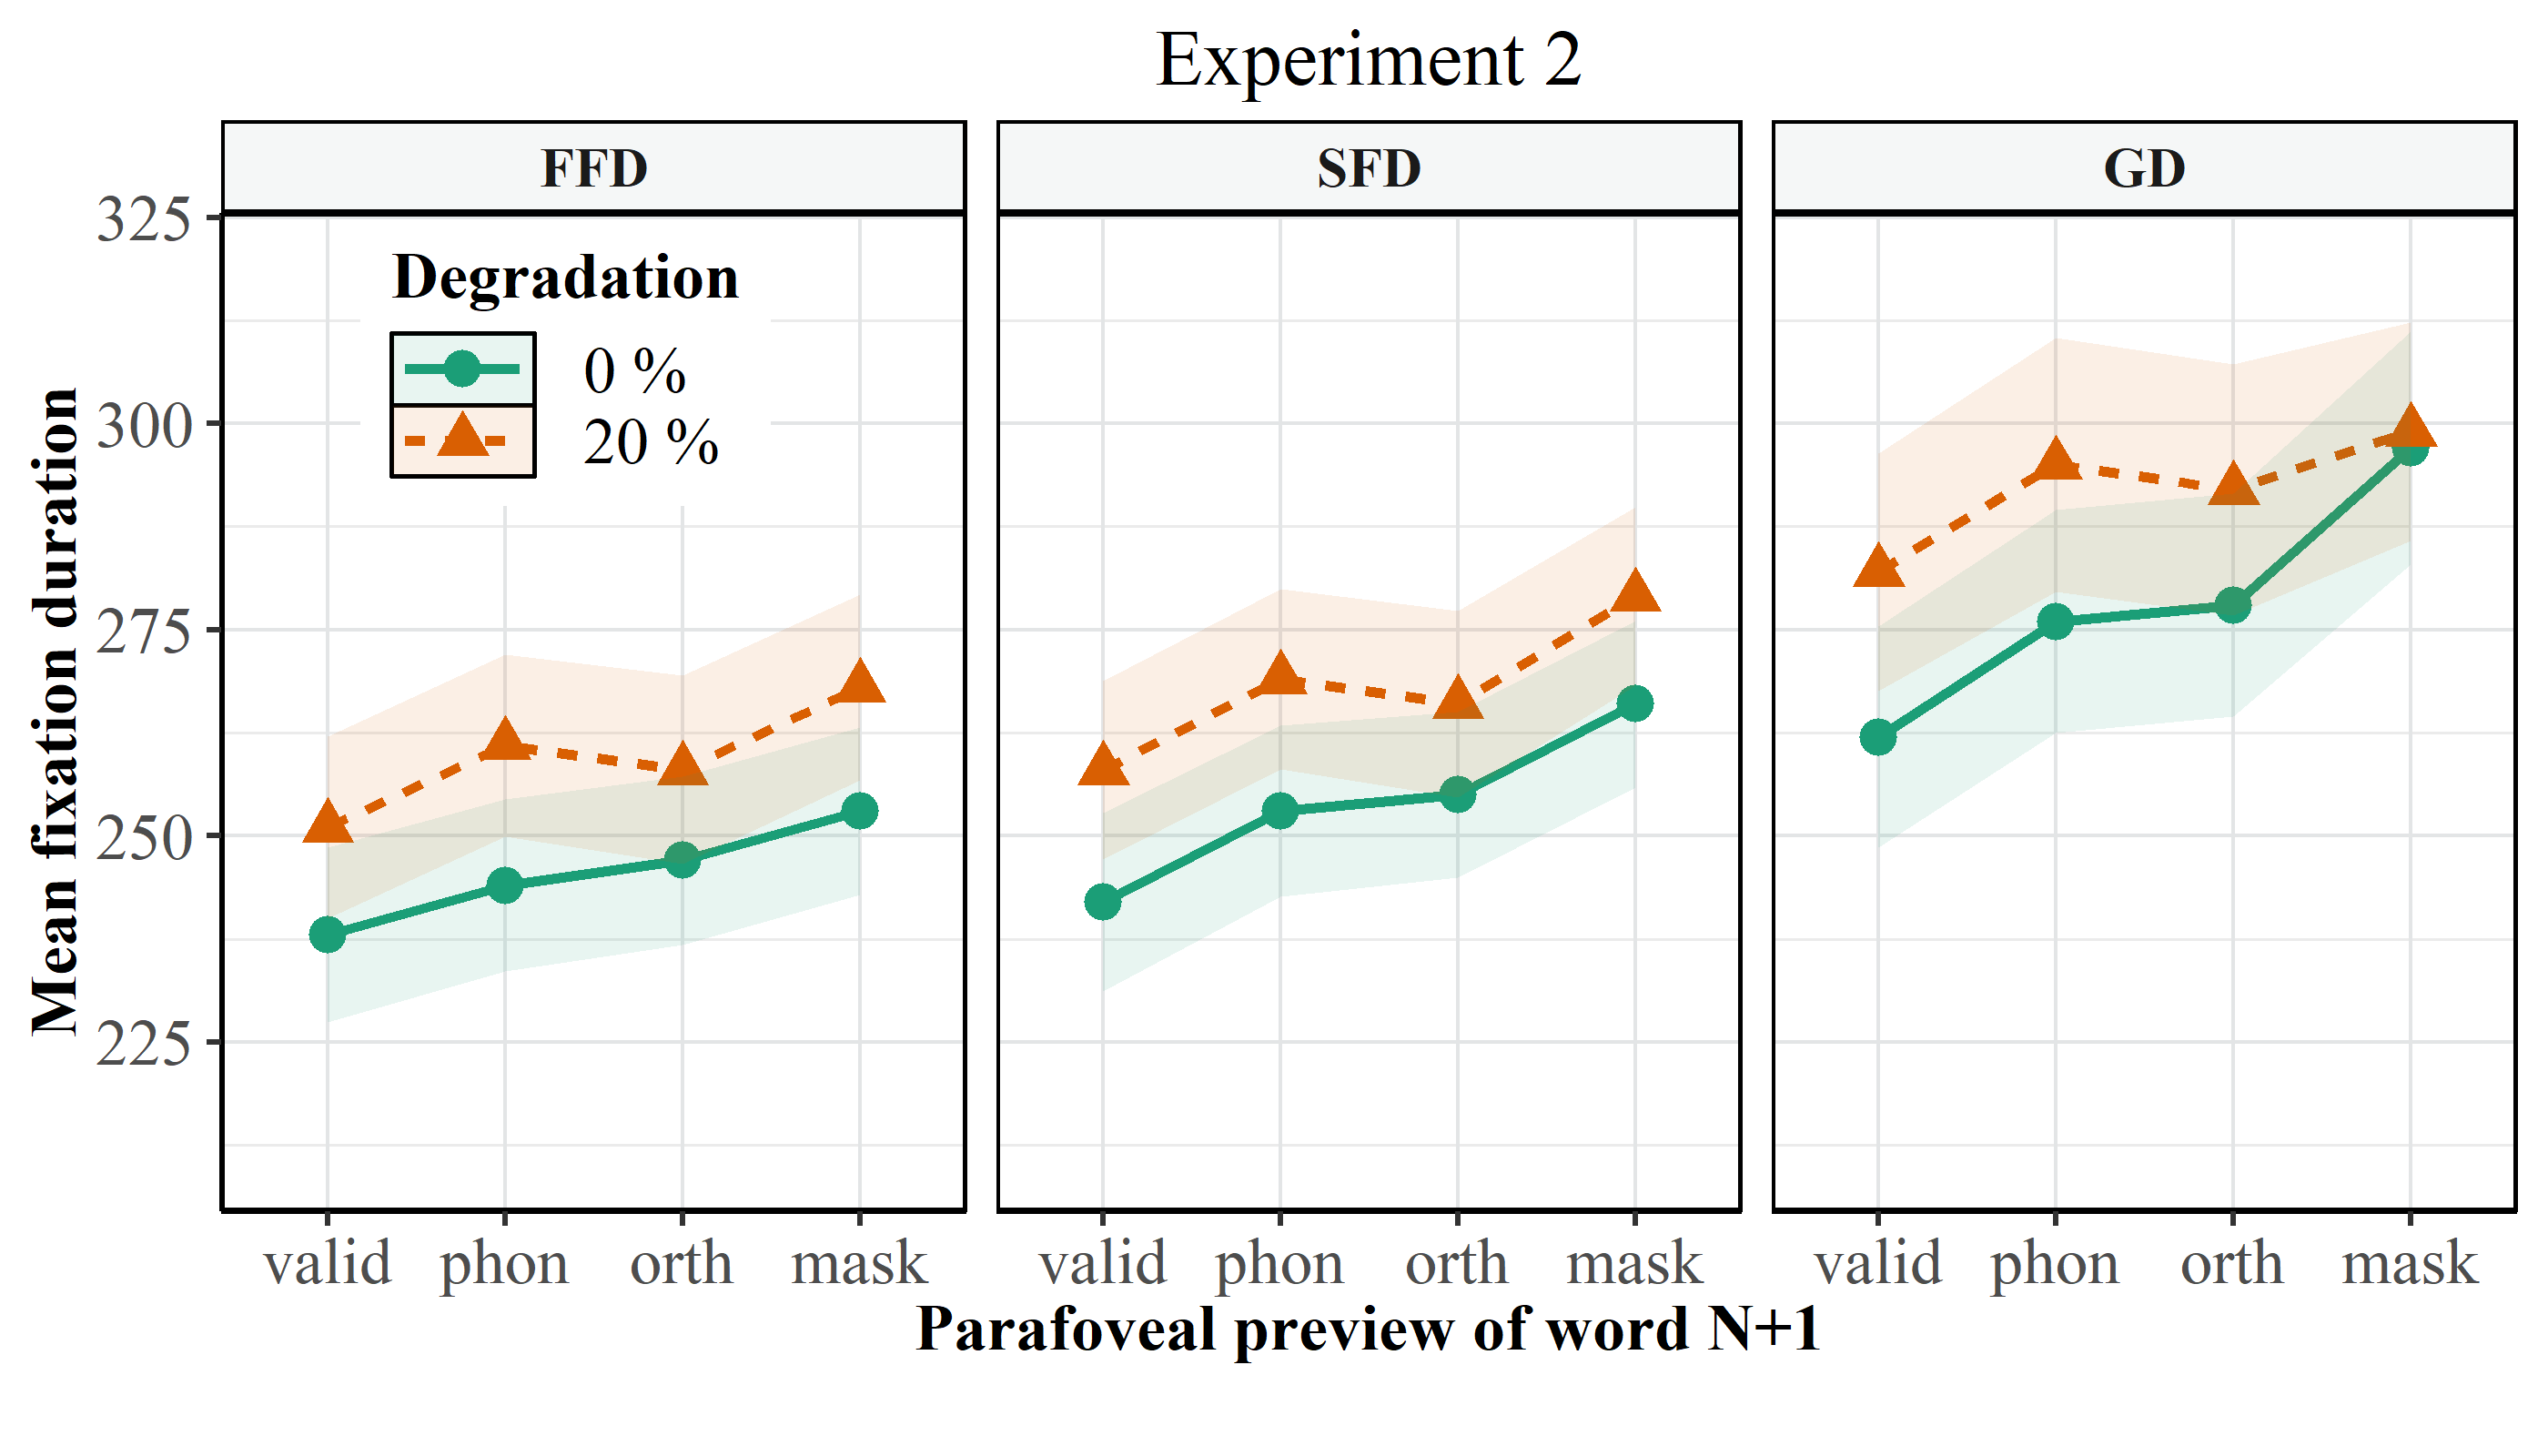 Experiment 2
FFD
SFD
GD
Degradation
0 %
20 %
325
300
275
250
225
Mean fixation duration
valid phon orth mask
valid phon orth mask
valid phon orth mask
Parafoveal preview of word N+1